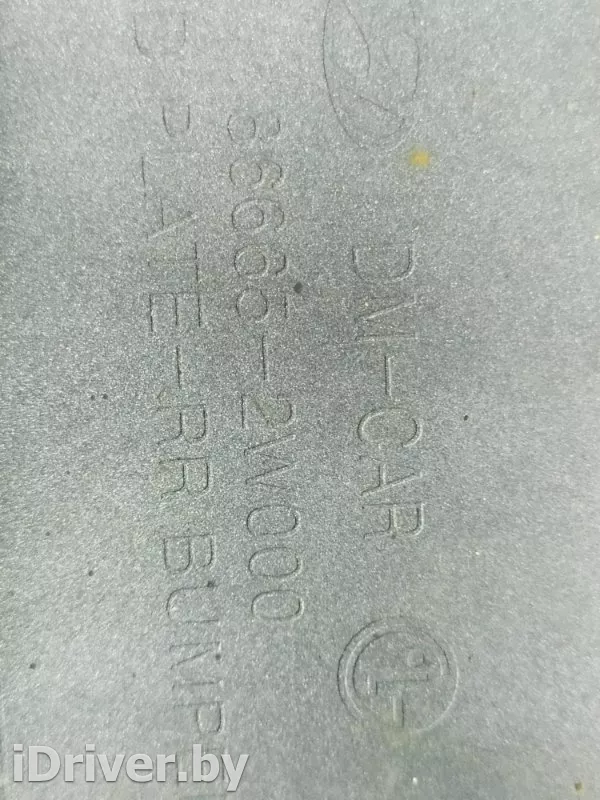 DN-CAR
86665-2W000
D PLATE-RR BUMP
iDriver.by